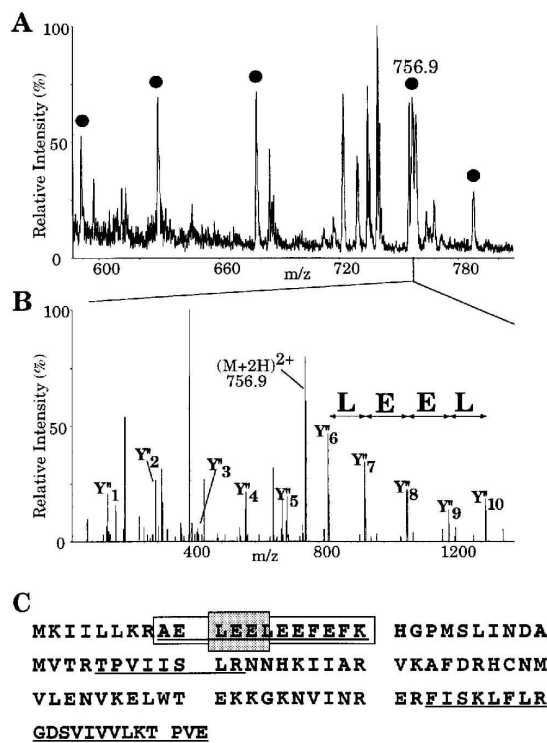 A
100
50
0
Relative Intensity (%)
756.9
600 660 720 780
m/z
B
100
50
0
Relative Intensity (%)
(M+2H)2+
756.9
L E E L
Y"1 Y"2 Y"3 Y"4 Y"5 Y"6 Y"7 Y"8 Y"9 Y"10
400 800 1200
m/z
C
MKIILLKRAE LEELEEFEFK HGPMSLINDA
MVTRTPVIIS LRNNHKIIAR VKAFDRHCNM
VLENVKELWT EKKGKNVINR ERFISKLFLR
GDSVIVVLKT PVE